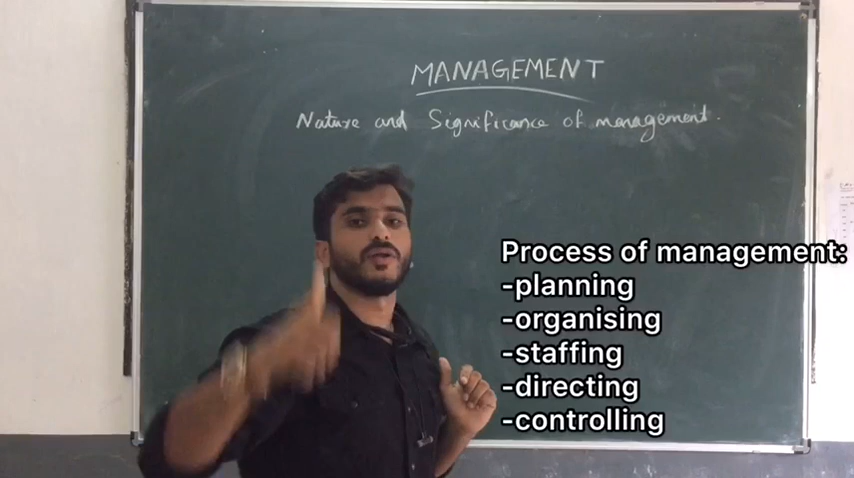 MANAGEMENT
Nature and Significance of management.
Process of management:
-planning
-organising
-staffing
-directing
-controlling